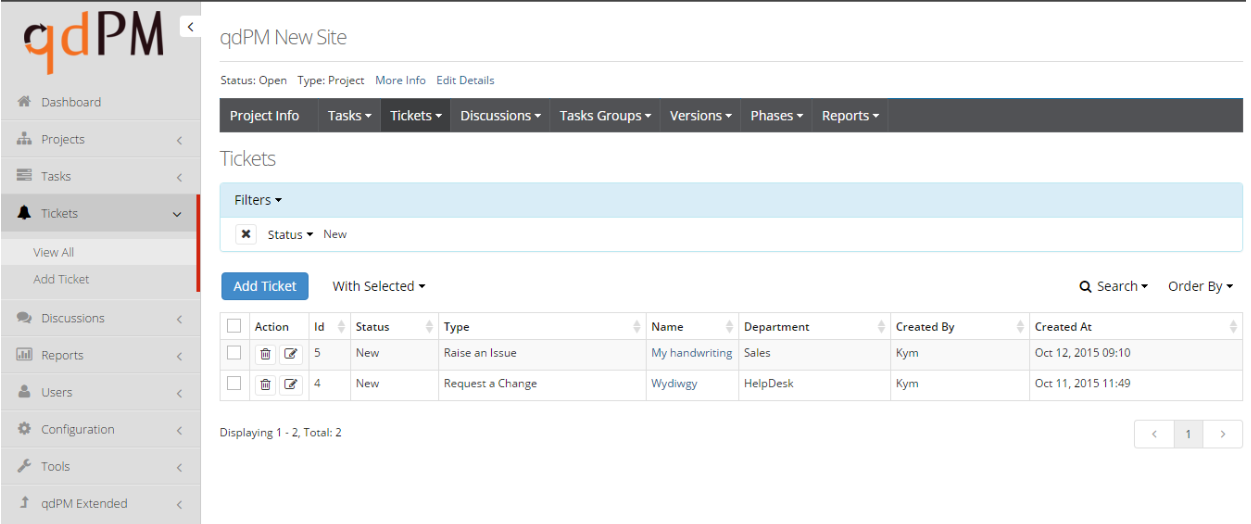 qdPM
qdPM New Site
Status: Open Type: Project More Info Edit Details
Dashboard
Projects
Tasks
Tickets
View All
Add Ticket
Discussions
Reports
Users
Configuration
Tools
qdPM Extended
Project Info Tasks Tickets Discussions Tasks Groups Versions Phases Reports
Tickets
Filters
Status New
Add Ticket With Selected Search Order By
Action Id Status Type Name Department Created By Created At
5 New Raise an Issue My handwriting Sales Kym Oct 12, 2015 09:10
4 New Request a Change Wydiwgy HelpDesk Kym Oct 11, 2015 11:49
Displaying 1 - 2, Total: 2
1